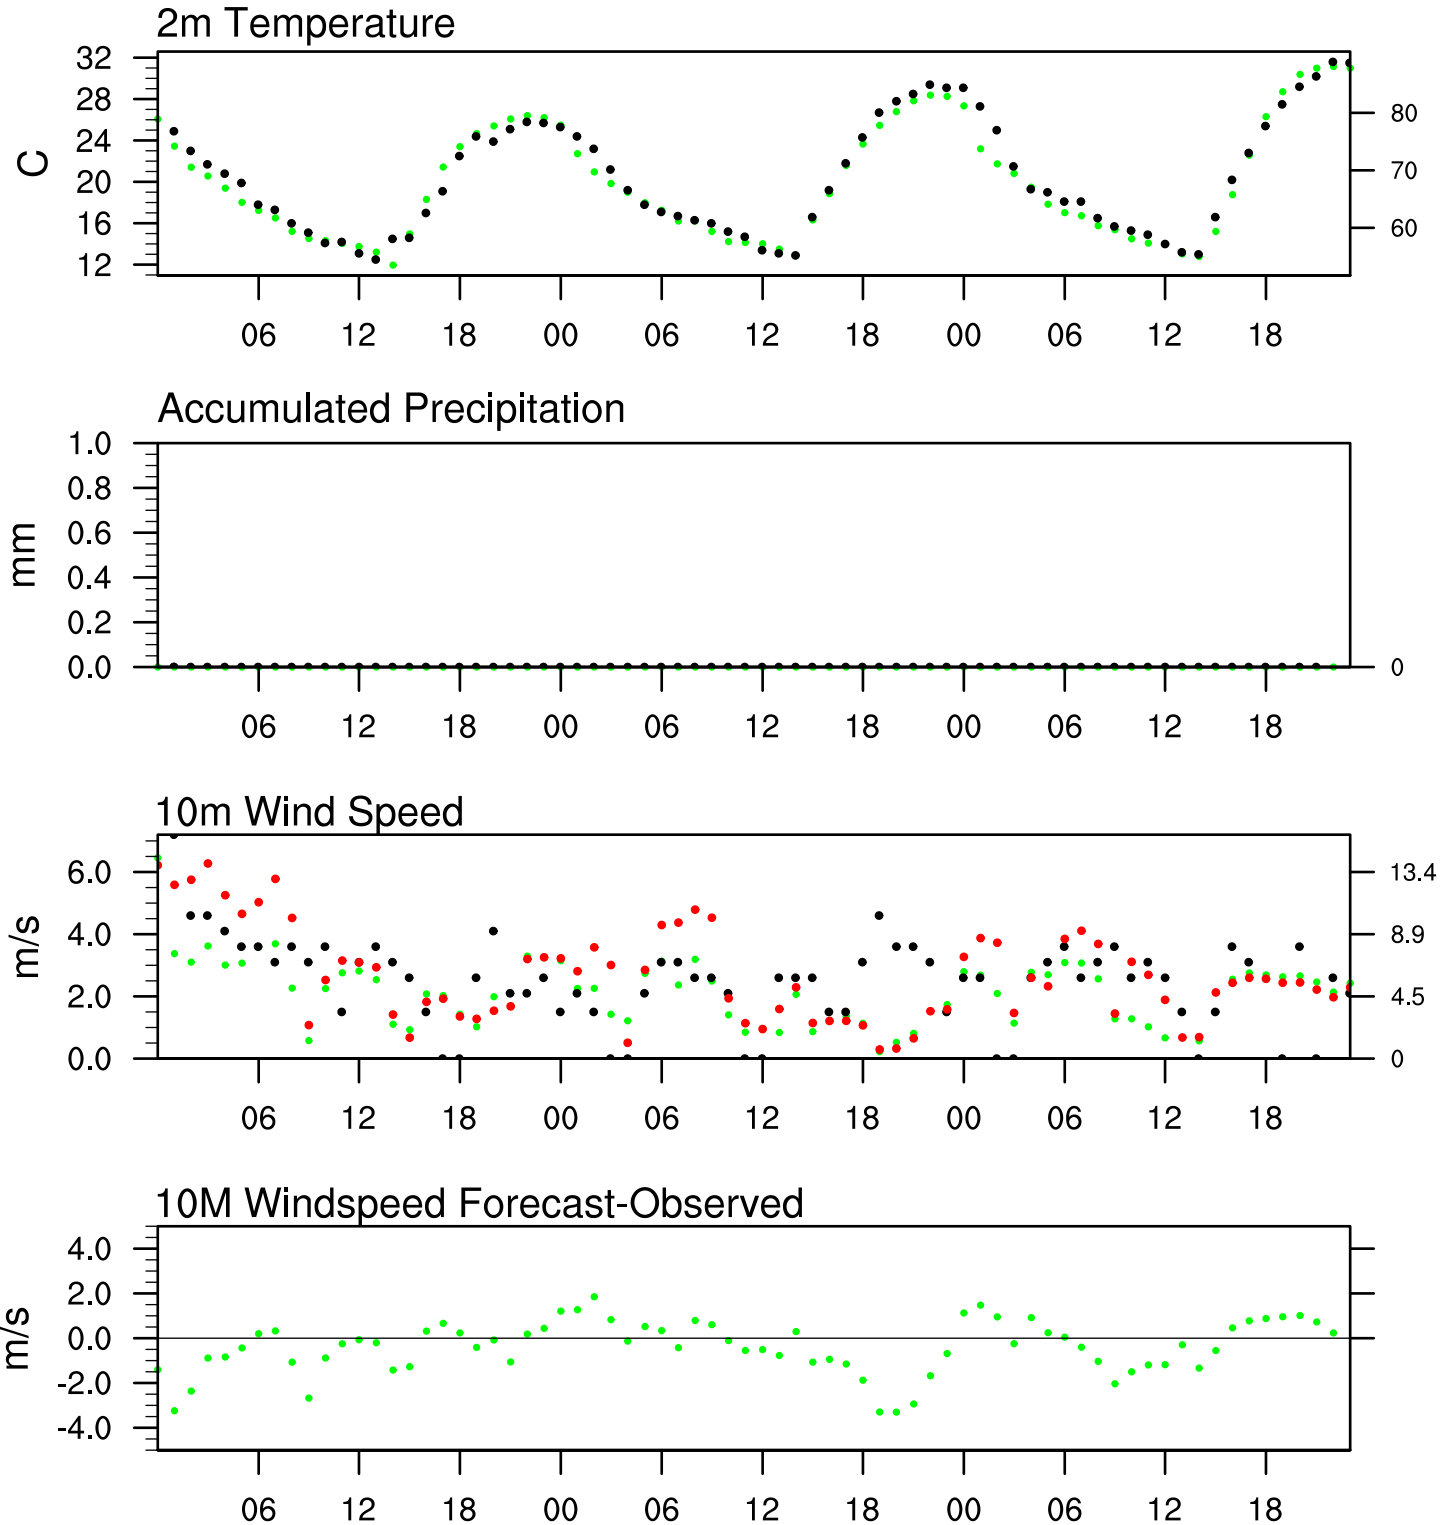 2m Temperature
32
28
24
20
16
12
C
80
70
60
06 12 18 00 06 12 18 00 06 12 18
Accumulated Precipitation
1.0
0.8
0.6
0.4
0.2
0.0
mm
0
06 12 18 00 06 12 18 00 06 12 18
10m Wind Speed
6.0
4.0
2.0
0.0
m/s
13.4
8.9
4.5
0
06 12 18 00 06 12 18 00 06 12 18
10M Windspeed Forecast-Observed
4.0
2.0
0.0
-2.0
-4.0
m/s
06 12 18 00 06 12 18 00 06 12 18